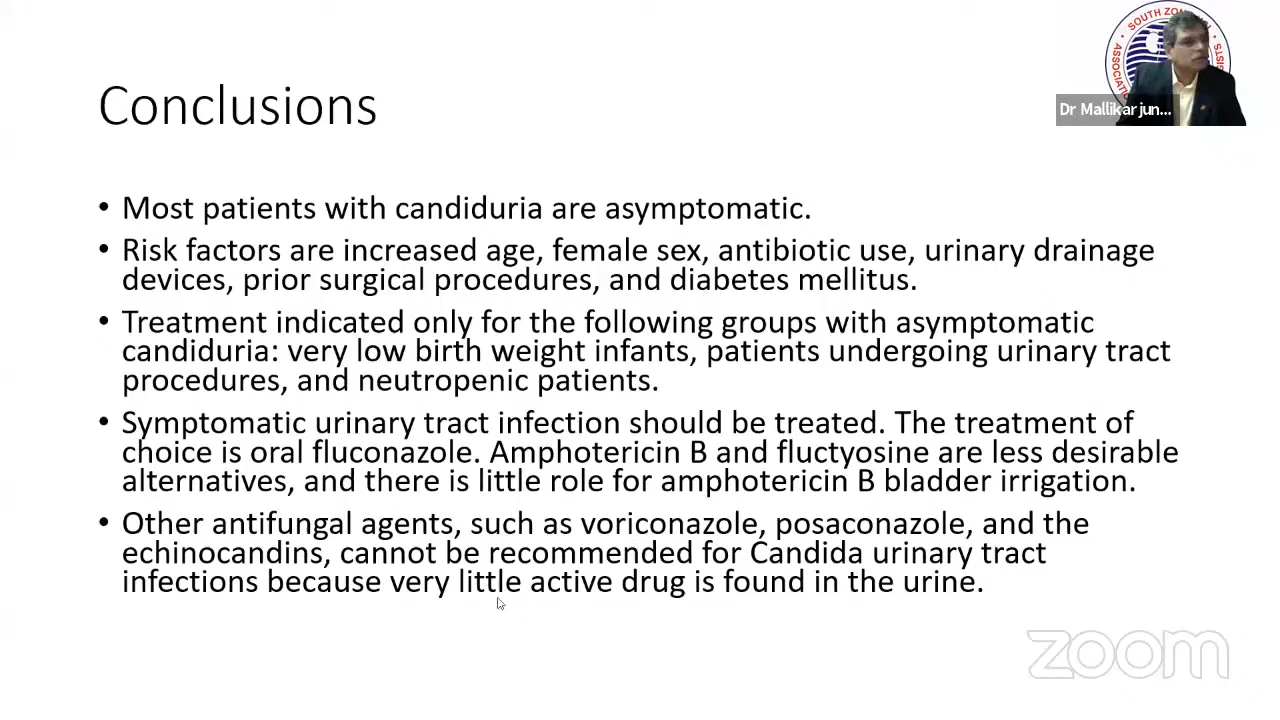 SOUTH ZON
ASSOCIATIO
Dr Mallikarjun...
Conclusions
• Most patients with candiduria are asymptomatic.
• Risk factors are increased age, female sex, antibiotic use, urinary drainage
devices, prior surgical procedures, and diabetes mellitus.
• Treatment indicated only for the following groups with asymptomatic
candiduria: very low birth weight infants, patients undergoing urinary tract
procedures, and neutropenic patients.
• Symptomatic urinary tract infection should be treated. The treatment of
choice is oral fluconazole. Amphotericin B and fluctyosine are less desirable
alternatives, and there is little role for amphotericin B bladder irrigation.
• Other antifungal agents, such as voriconazole, posaconazole, and the
echinocandins, cannot be recommended for Candida urinary tract
infections because very little active drug is found in the urine.
zoom